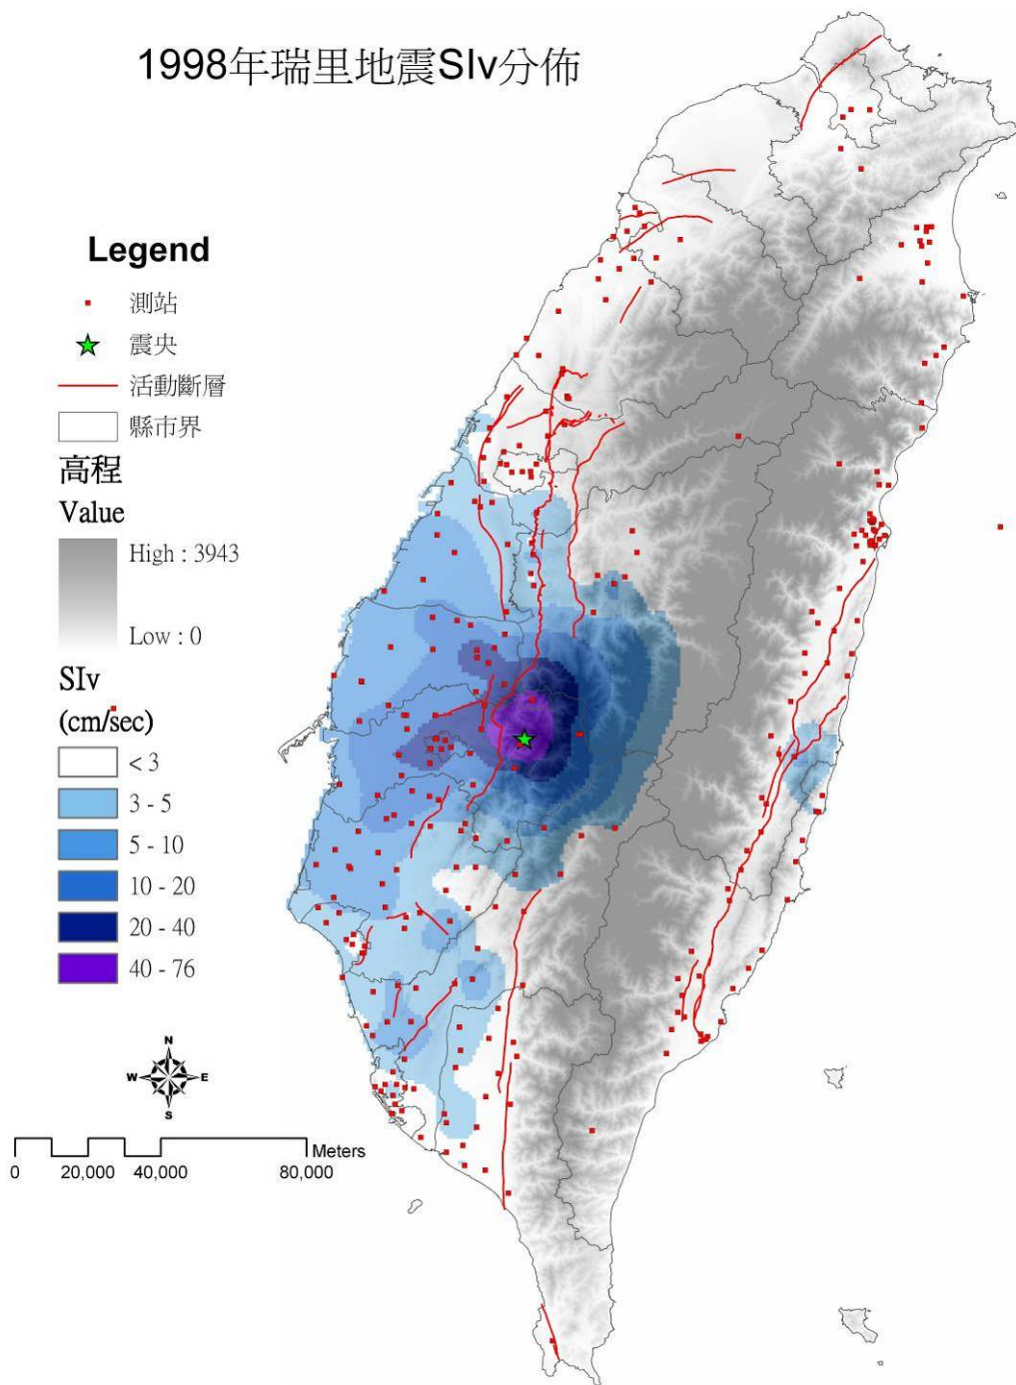 1998年瑞里地震SIv分佈
Legend
測站
震央
活動斷層
縣市界
高程
Value
High : 3943
Low : 0
SIv
(cm/sec)
< 3
3 - 5
5 - 10
10 - 20
20 - 40
40 - 76
N
W E
S
Meters
0 20,000 40,000 80,000